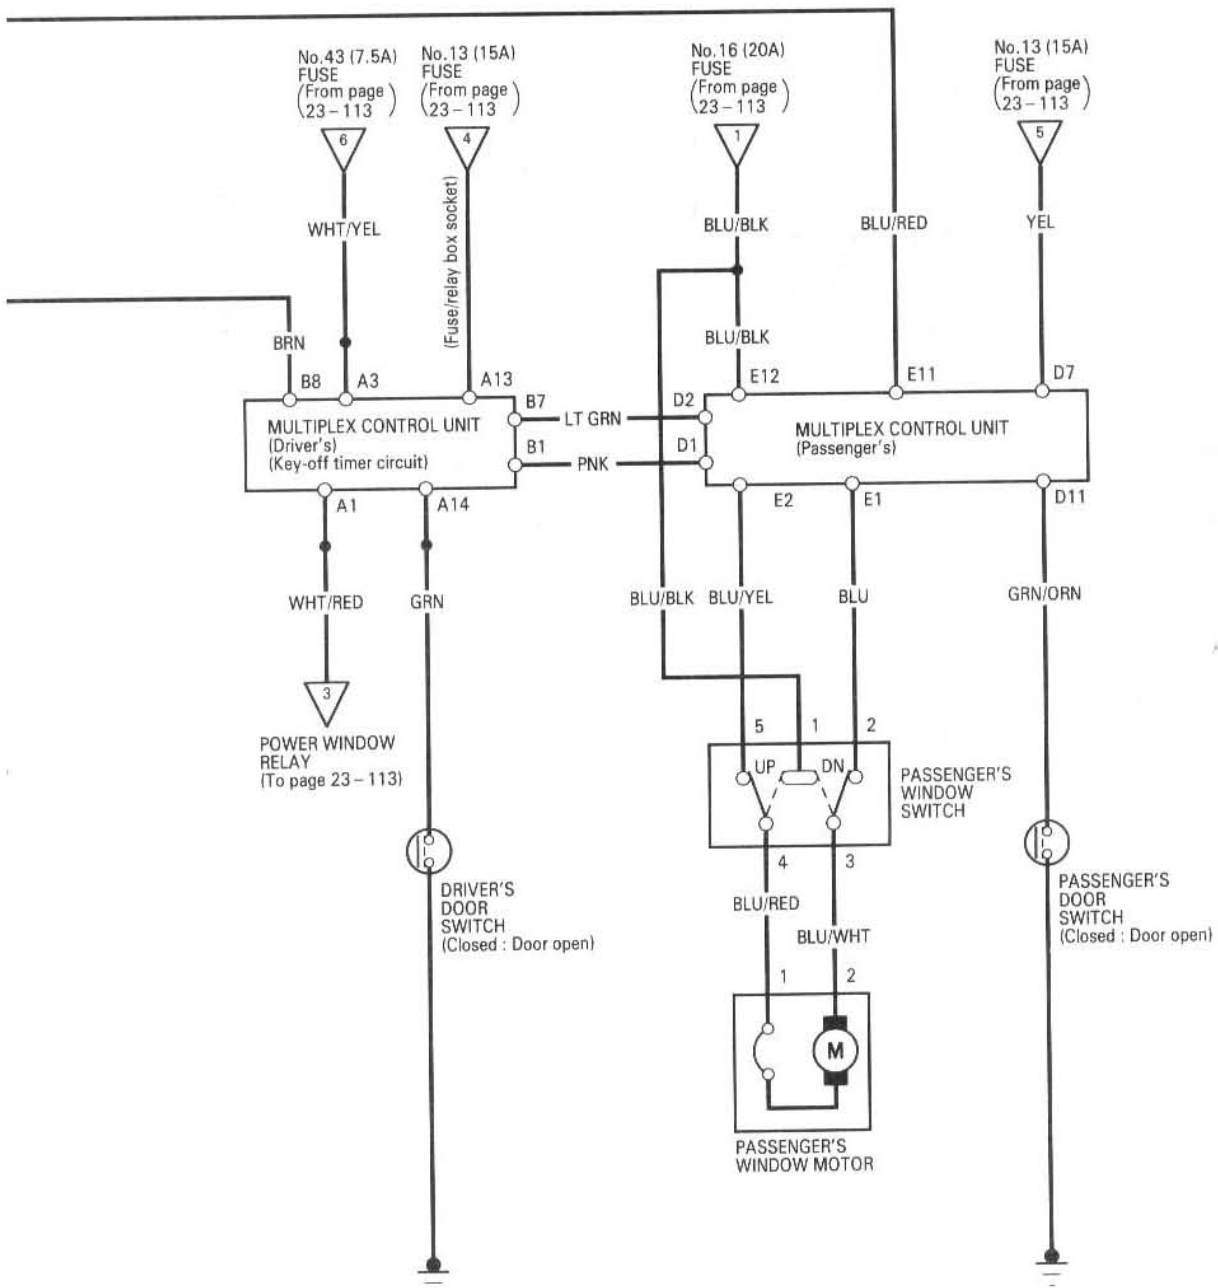 No.43 (7.5A)
FUSE
(From page
23–113)
6
No.13 (15A)
FUSE
(From page
23–113)
4
No.16 (20A)
FUSE
(From page
23–113)
1
No.13 (15A)
FUSE
(From page
23–113)
5
WHT/YEL
(Fuse/relay box socket)
BLU/BLK
BLU/RED
YEL
BRN
BLU/BLK
B8
A3
A13
B7
D2
E12
E11
D7
MULTIPLEX CONTROL UNIT
(Driver's)
(Key-off timer circuit)
LT GRN
B1
PNK
D1
MULTIPLEX CONTROL UNIT
(Passenger's)
A1
A14
E2
E1
D11
WHT/RED
GRN
BLU/BLK
BLU/YEL
BLU
GRN/ORN
3
POWER WINDOW
RELAY
(To page 23–113)
5
1
2
UP
DN
PASSENGER'S
WINDOW
SWITCH
4
3
DRIVER'S
DOOR
SWITCH
(Closed : Door open)
BLU/RED
BLU/WHT
PASSENGER'S
DOOR
SWITCH
(Closed : Door open)
1
2
M
PASSENGER'S
WINDOW MOTOR